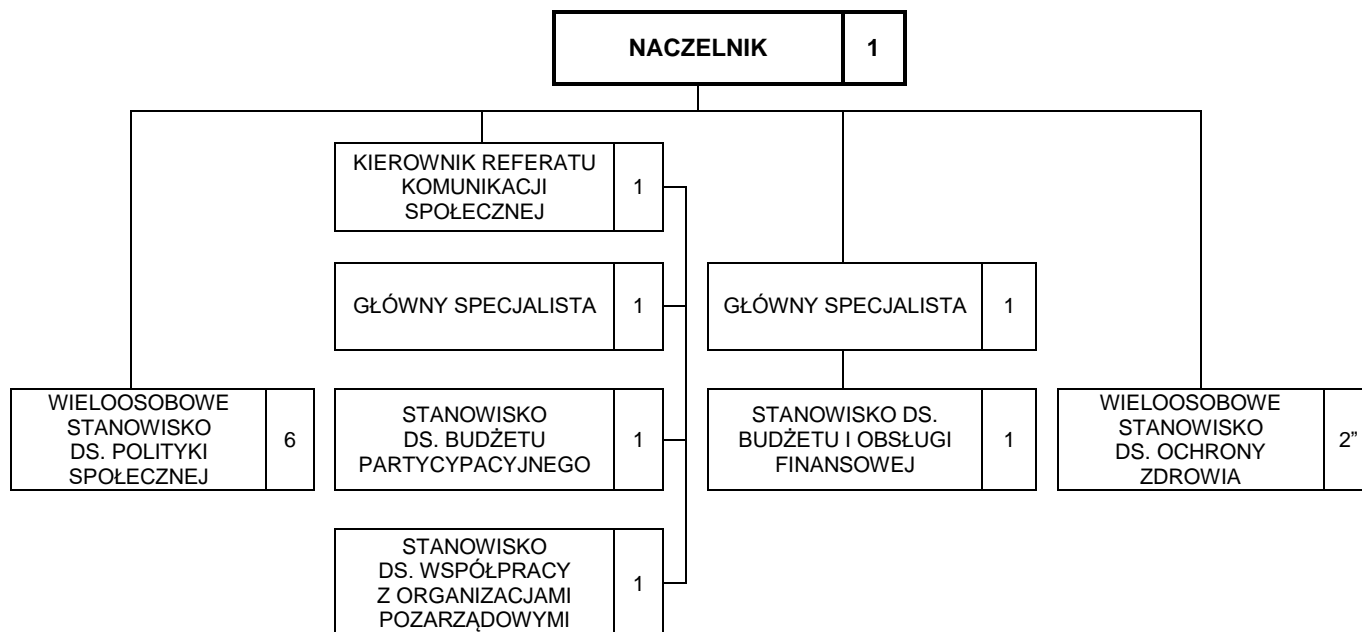 NACZELNIK 1
KIEROWNIK REFERATU
KOMUNIKACJI
SPOŁECZNEJ
1
GŁÓWNY SPECJALISTA 1
GŁÓWNY SPECJALISTA 1
WIELOOSOBOWE
STANOWISKO
DS. POLITYKI
SPOŁECZNEJ
6
STANOWISKO
DS. BUDŻETU
PARTYCYPACYJNEGO
1
STANOWISKO DS.
BUDŻETU I OBSŁUGI
FINANSOWEJ
1
WIELOOSOBOWE
STANOWISKO
DS. OCHRONY
ZDROWIA
2”
STANOWISKO
DS. WSPÓŁPRACY
Z ORGANIZACJAMI
POZARZĄDOWYMI
1